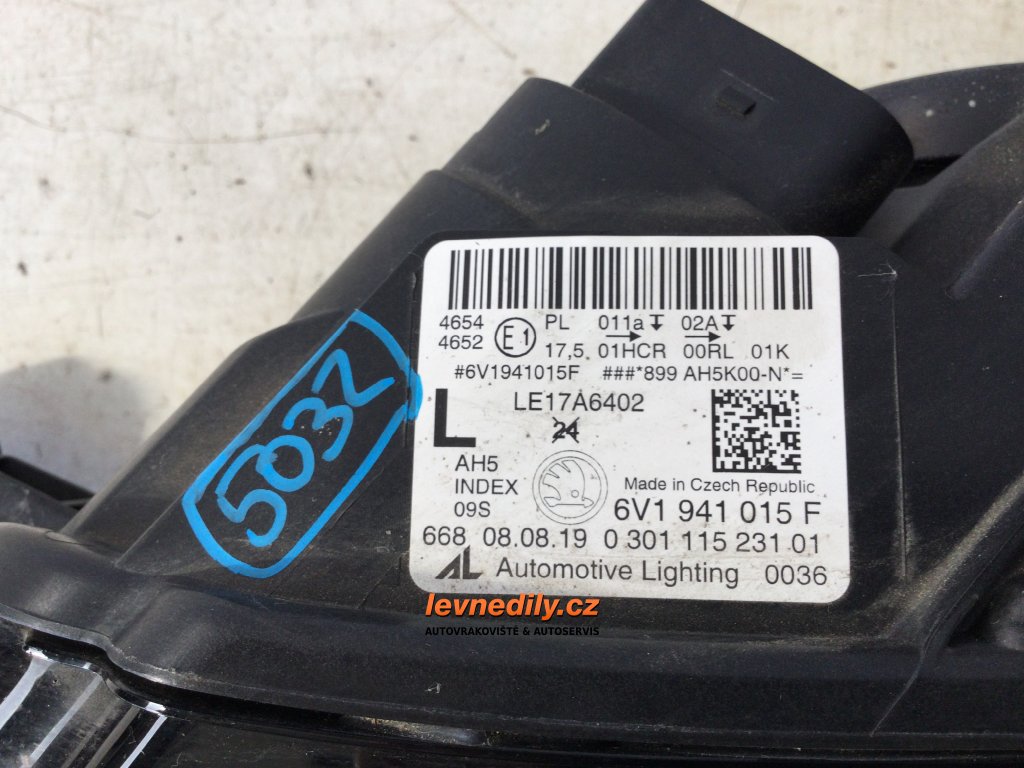 4654
4652
E1
PL 011a 02A
17,5 01HCR 00RL 01K
#6V1941015F ###*899 AH5K00-N*=
L
LE17A6402
24
AH5
INDEX
09S
Made in Czech Republic
6V1 941 015 F
668 08.08.19 0 301 115 231 01
AL Automotive Lighting 0036
5032
levnedily.cz
AUTOVRAKOVIŠTĚ & AUTOSERVIS